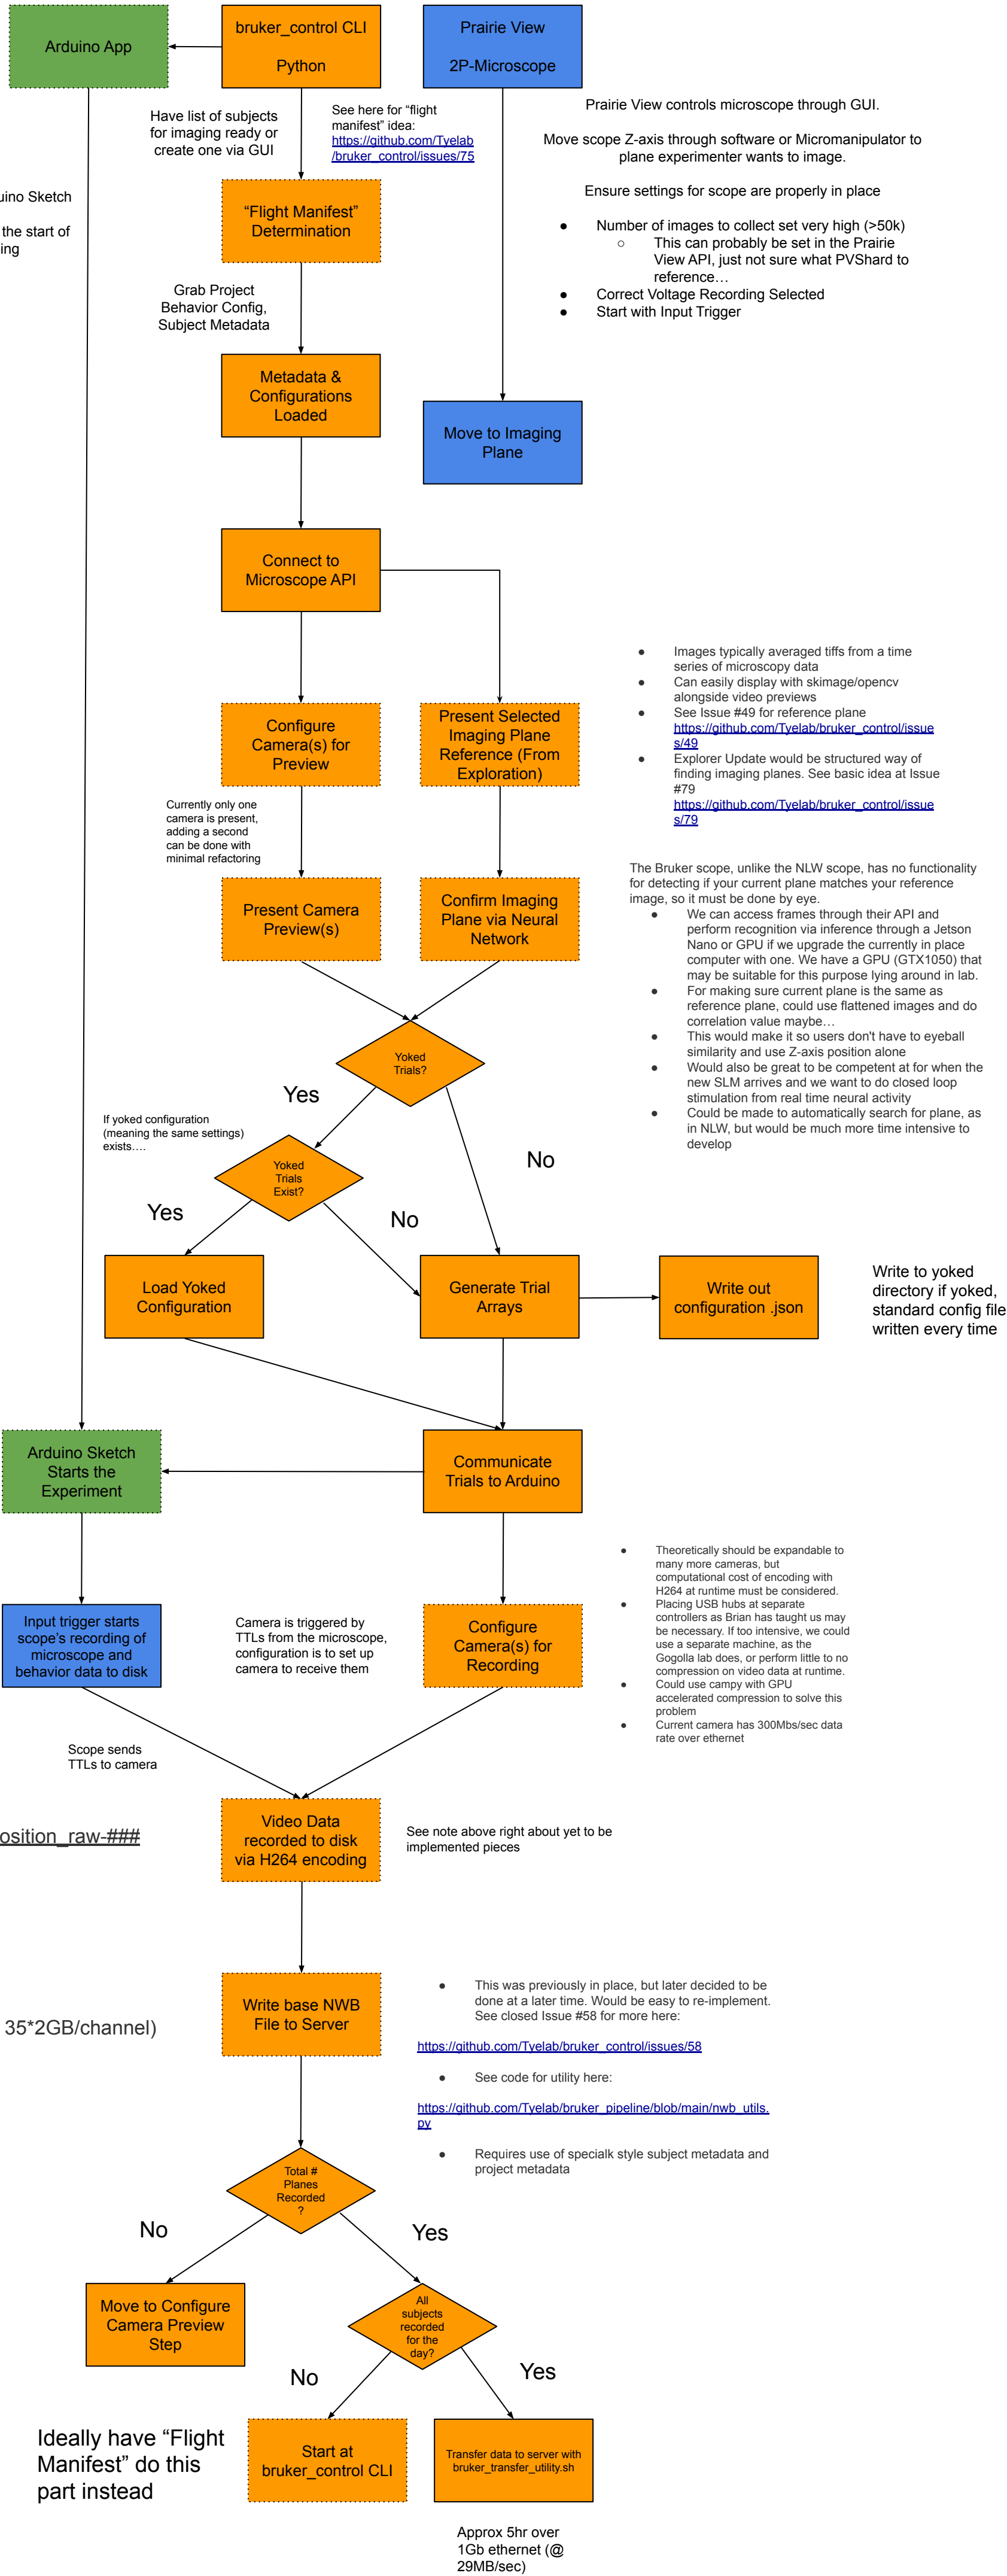 Arduino App
bruker_control CLI
Python
Prairie View
2P-Microscope
Have list of subjects
for imaging ready or
create one via GUI
See here for “flight
manifest” idea:
https://github.com/Tyelab
/bruker_control/issues/75
Prairie View controls microscope through GUI.
Move scope Z-axis through software or Micromanipulator to
plane experimenter wants to image.
Ensure settings for scope are properly in place
● Number of images to collect set very high (>50k)
○ This can probably be set in the Prairie
View API, just not sure what PVShard to
reference…
● Correct Voltage Recording Selected
● Start with Input Trigger
uino Sketch
the start of
ing
“Flight Manifest”
Determination
Grab Project
Behavior Config,
Subject Metadata
Metadata &
Configurations
Loaded
Move to Imaging
Plane
Connect to
Microscope API
● Images typically averaged tiffs from a time
series of microscopy data
● Can easily display with skimage/opencv
alongside video previews
● See Issue #49 for reference plane
https://github.com/Tyelab/bruker_control/issue
s/49
● Explorer Update would be structured way of
finding imaging planes. See basic idea at Issue
#79
https://github.com/Tyelab/bruker_control/issue
s/79
Configure
Camera(s) for
Preview
Present Selected
Imaging Plane
Reference (From
Exploration)
Currently only one
camera is present,
adding a second
can be done with
minimal refactoring
Present Camera
Preview(s)
Confirm Imaging
Plane via Neural
Network
The Bruker scope, unlike the NLW scope, has no functionality
for detecting if your current plane matches your reference
image, so it must be done by eye.
● We can access frames through their API and
perform recognition via inference through a Jetson
Nano or GPU if we upgrade the currently in place
computer with one. We have a GPU (GTX1050) that
may be suitable for this purpose lying around in lab.
● For making sure current plane is the same as
reference plane, could use flattened images and do
correlation value maybe…
● This would make it so users don't have to eyeball
similarity and use Z-axis position alone
● Would also be great to be competent at for when the
new SLM arrives and we want to do closed loop
stimulation from real time neural activity
● Could be made to automatically search for plane, as
in NLW, but would be much more time intensive to
develop
Yoked
Trials?
Yes
No
If yoked configuration
(meaning the same settings)
exists….
Yoked
Trials
Exist?
Yes
No
Load Yoked
Configuration
Generate Trial
Arrays
Write out
configuration .json
Write to yoked
directory if yoked,
standard config file
written every time
Arduino Sketch
Starts the
Experiment
Communicate
Trials to Arduino
Input trigger starts
scope’s recording of
microscope and
behavior data to disk
Camera is triggered by
TTLs from the microscope,
configuration is to set up
camera to receive them
Configure
Camera(s) for
Recording
● Theoretically should be expandable to
many more cameras, but
computational cost of encoding with
H264 at runtime must be considered.
● Placing USB hubs at separate
controllers as Brian has taught us may
be necessary. If too intensive, we could
use a separate machine, as the
Gogolla lab does, or perform little to no
compression on video data at runtime.
● Could use campy with GPU
accelerated compression to solve this
problem
● Current camera has 300Mbs/sec data
rate over ethernet
Scope sends
TTLs to camera
osition_raw-###
Video Data
recorded to disk
via H264 encoding
See note above right about yet to be
implemented pieces
35*2GB/channel)
Write base NWB
File to Server
● This was previously in place, but later decided to be
done at a later time. Would be easy to re-implement.
See closed Issue #58 for more here:
https://github.com/Tyelab/bruker_control/issues/58
● See code for utility here:
https://github.com/Tyelab/bruker_pipeline/blob/main/nwb_utils.
py
● Requires use of specialk style subject metadata and
project metadata
Total #
Planes
Recorded
?
No
Yes
Move to Configure
Camera Preview
Step
All
subjects
recorded
for the
day?
No
Yes
Ideally have “Flight
Manifest” do this
part instead
Start at
bruker_control CLI
Transfer data to server with
bruker_transfer_utility.sh
Approx 5hr over
1Gb ethernet (@
29MB/sec)